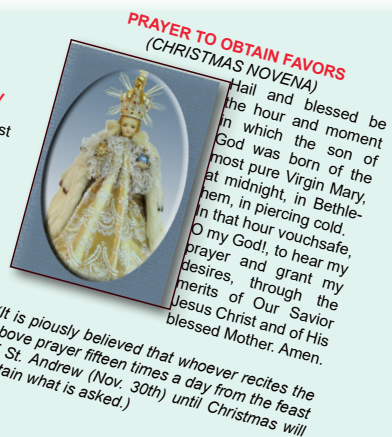 PRAYER TO OBTAIN FAVORS
(CHRISTMAS NOVENA)
Hail and blessed be
the hour and moment
in which the son of
God was born of the
most pure Virgin Mary,
at midnight, in Bethle-
hem, in piercing cold.
In that hour vouchsafe,
O my God!, to hear my
prayer and grant my
desires, through the
merits of Our Savior
Jesus Christ and of His
blessed Mother. Amen.
(It is piously believed that whoever recites the
above prayer fifteen times a day from the feast
St. Andrew (Nov. 30th) until Christmas will
what is asked.)